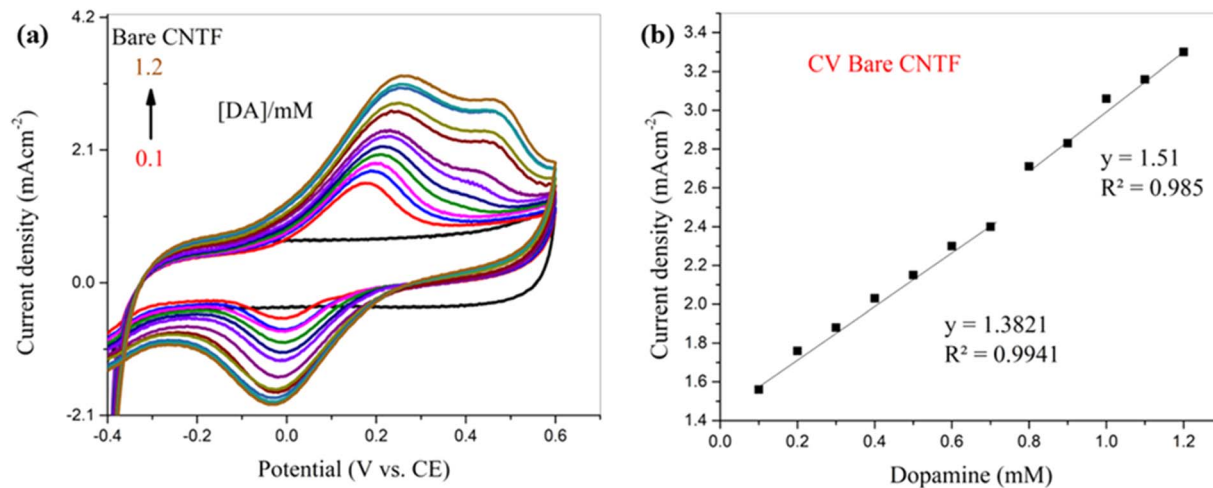 (a)
Bare CNTF
1.2
0.1
[DA]/mM
4.2
2.1
0.0
-2.1
Current density (mAcm⁻²)
-0.4 -0.2 0.0 0.2 0.4 0.6
Potential (V vs. CE)
(b)
CV Bare CNTF
3.4
3.2
3.0
2.8
2.6
2.4
2.2
2.0
1.8
1.6
1.4
Current density (mAcm⁻²)
y = 1.51
R² = 0.985
y = 1.3821
R² = 0.9941
0.0 0.2 0.4 0.6 0.8 1.0 1.2
Dopamine (mM)